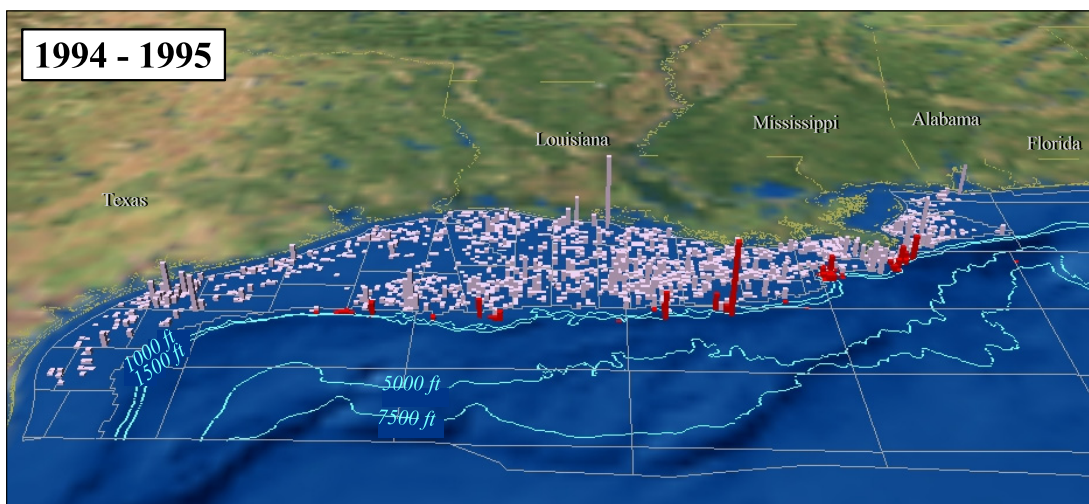 1994 - 1995
Alabama
Mississippi
Louisiana
Florida
Texas
1000 ft
1500 ft
5000 ft
7500 ft